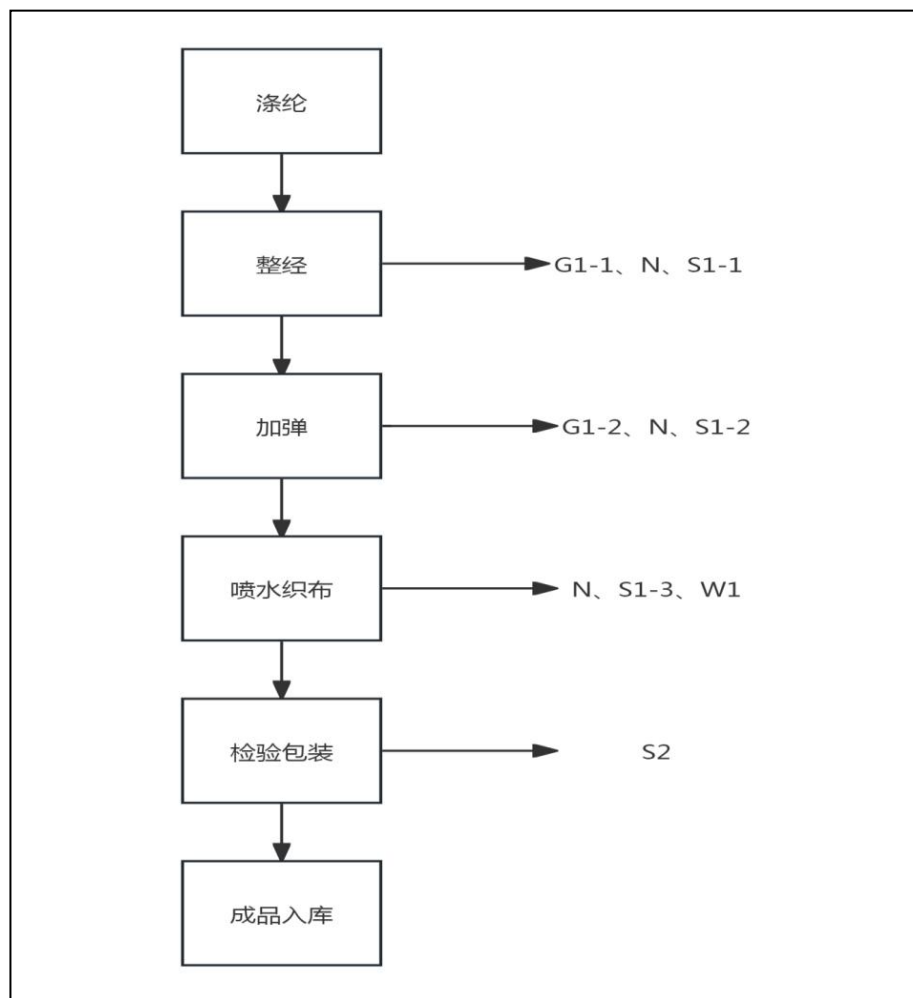 涤纶
整经
G1-1、N、S1-1
加弹
G1-2、N、S1-2
喷水织布
N、S1-3、W1
检验包装
S2
成品入库